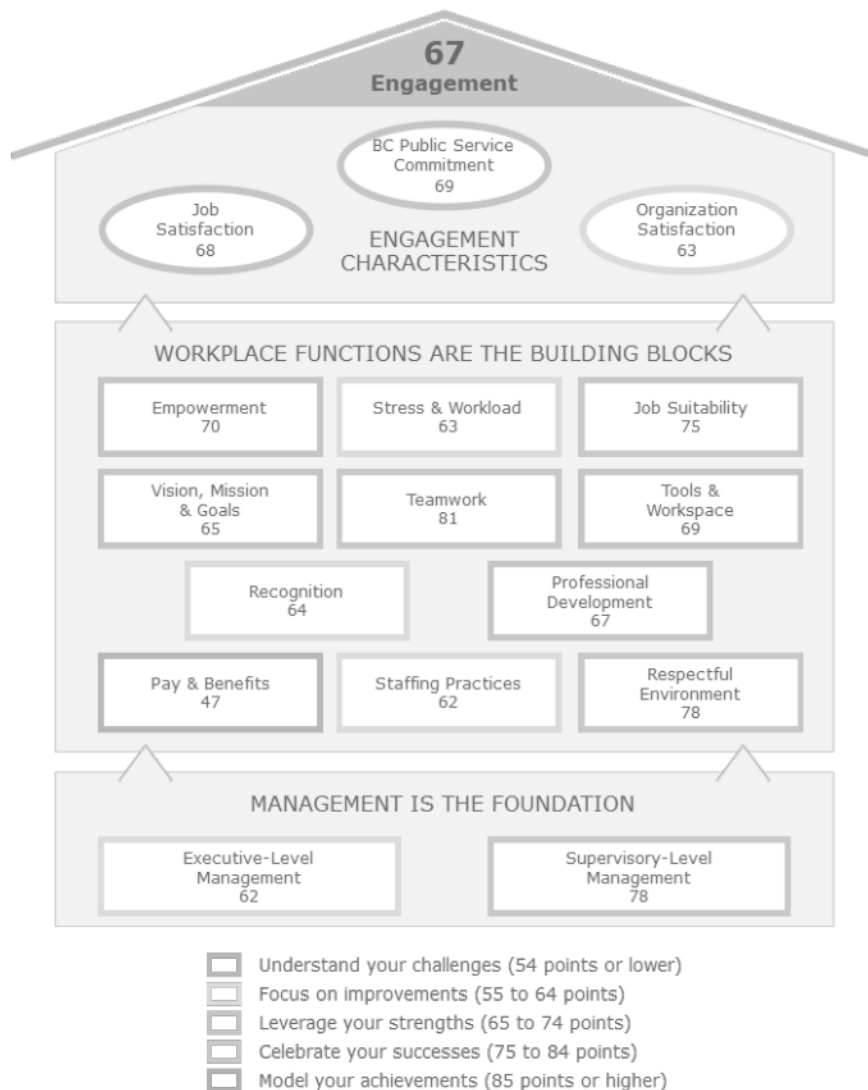 67
Engagement
BC Public Service
Commitment
69
Job
Satisfaction
68
Organization
Satisfaction
63
ENGAGEMENT
CHARACTERISTICS
WORKPLACE FUNCTIONS ARE THE BUILDING BLOCKS
Empowerment
70
Stress & Workload
63
Job Suitability
75
Vision, Mission
& Goals
65
Teamwork
81
Tools &
Workspace
69
Recognition
64
Professional
Development
67
Pay & Benefits
47
Staffing Practices
62
Respectful
Environment
78
MANAGEMENT IS THE FOUNDATION
Executive-Level
Management
62
Supervisory-Level
Management
78
Understand your challenges (54 points or lower)
Focus on improvements (55 to 64 points)
Leverage your strengths (65 to 74 points)
Celebrate your successes (75 to 84 points)
Model your achievements (85 points or higher)